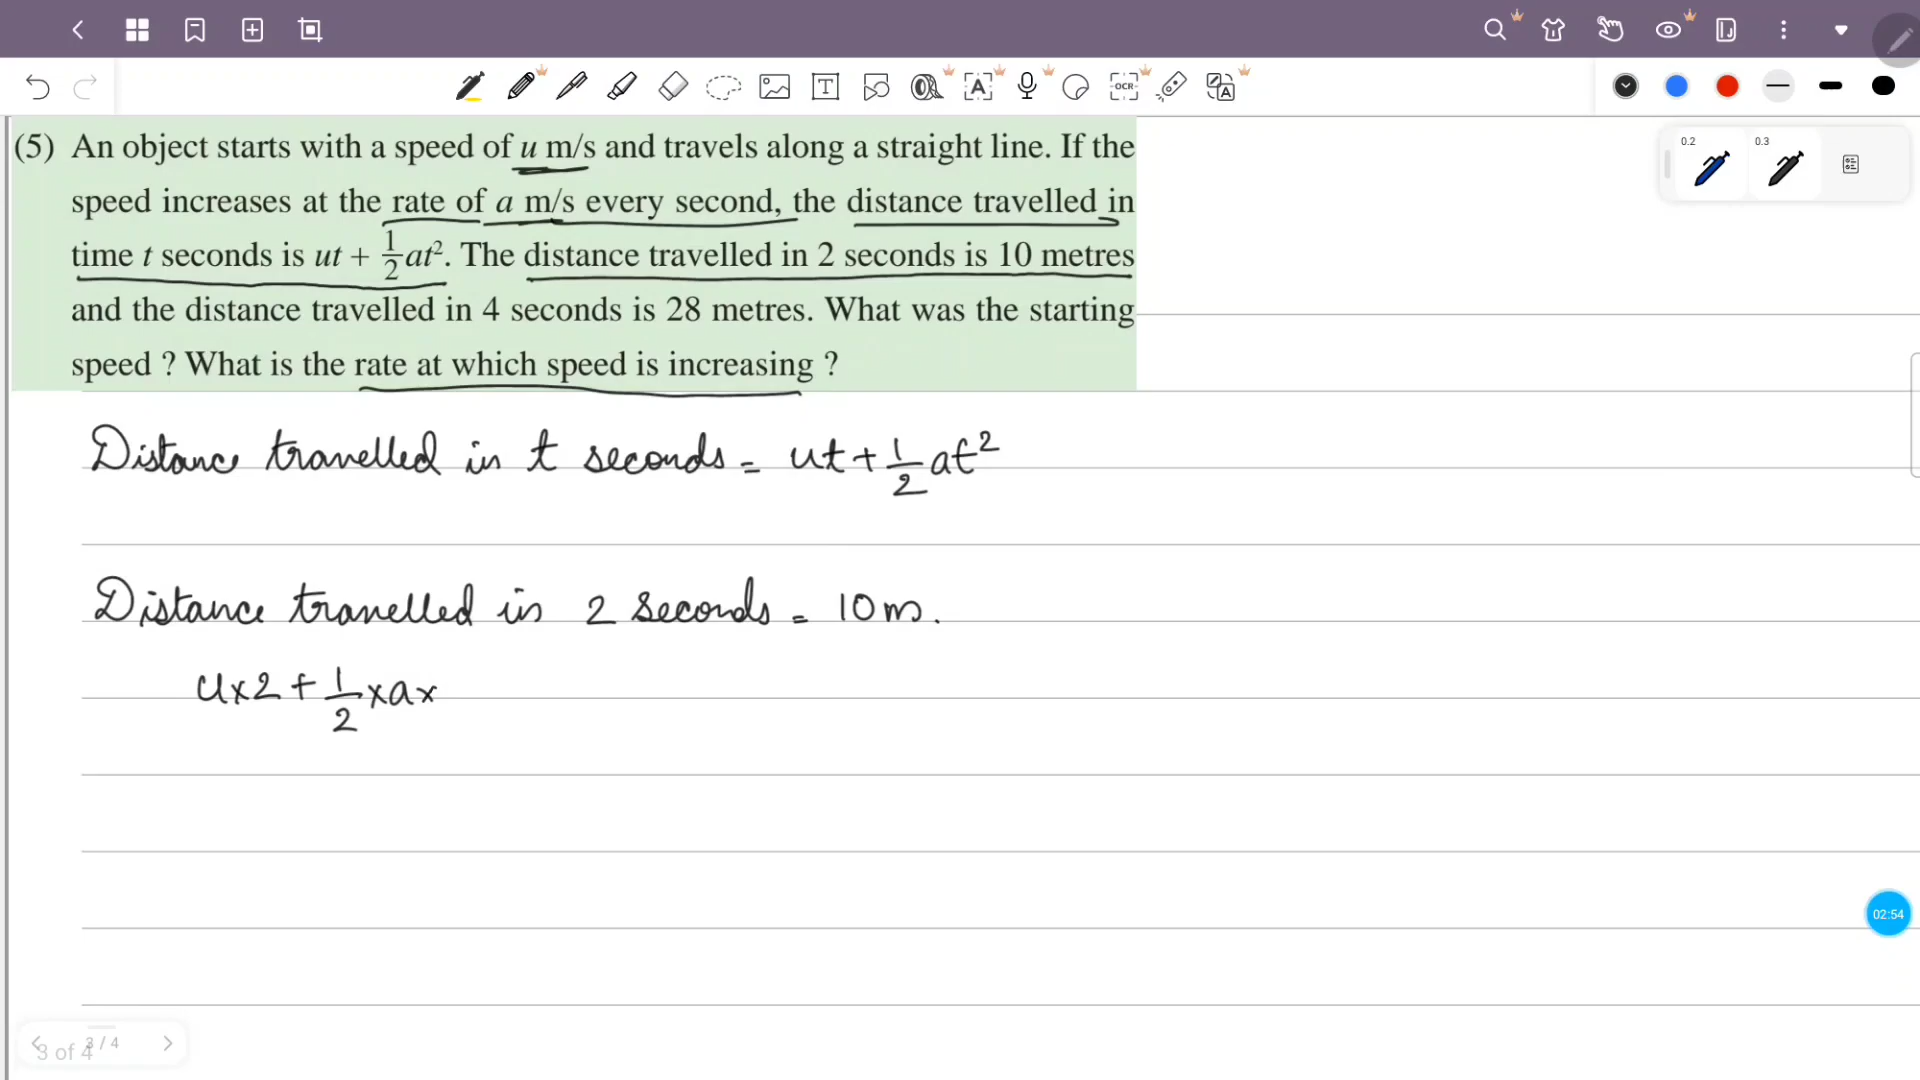 OCR
A
0.2
0.3
(5) An object starts with a speed of u m/s and travels along a straight line. If the
speed increases at the rate of a m/s every second, the distance travelled in
time t seconds is ut + 1/2 at². The distance travelled in 2 seconds is 10 metres
and the distance travelled in 4 seconds is 28 metres. What was the starting
speed ? What is the rate at which speed is increasing ?
Distance travelled in t seconds = ut + 1/2 at²
Distance travelled in 2 seconds = 10m.
u×2 + 1/2 ×a×
02:54
3 / 4
3 of 4